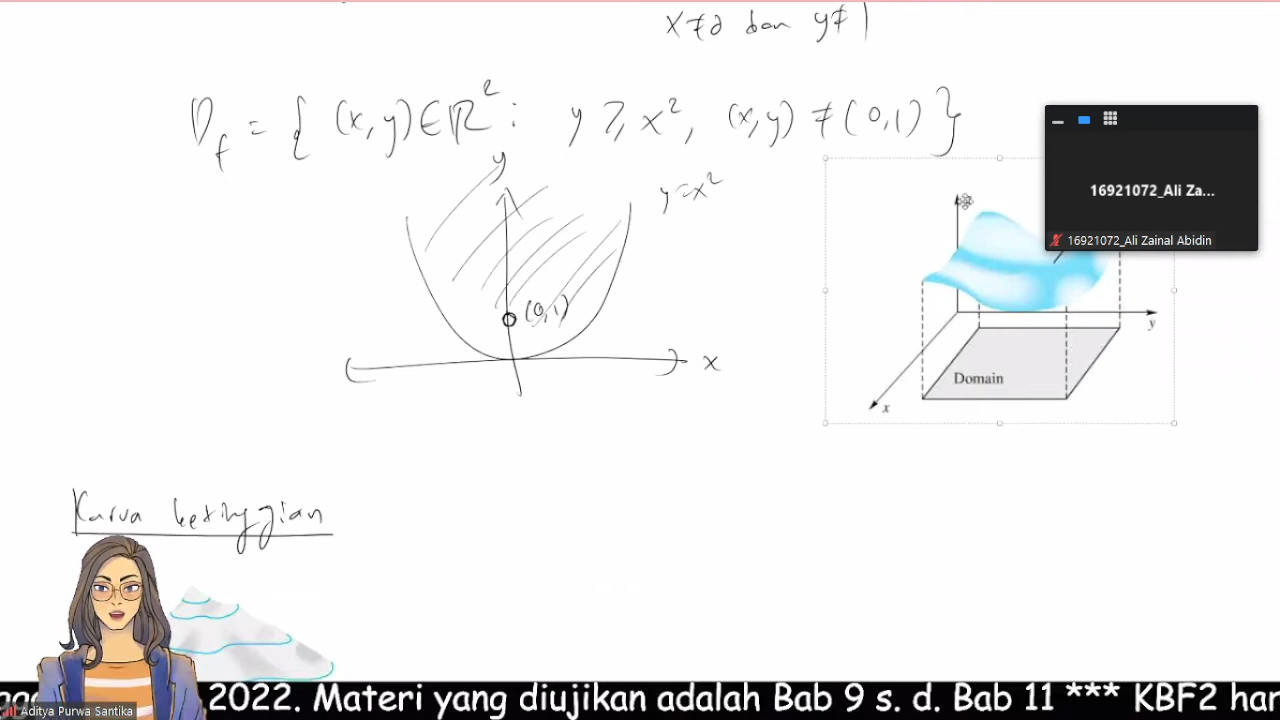 x≠0 dan y≠1
D_f = { (x,y) ∈ ℝ² : y ≥ x², (x,y) ≠ (0,1) }
y
y=x²
(0,1)
x
16921072_Ali Za...
16921072_Ali Zainal Abidin
y
Domain
x
Kurva ketinggian
2022. Materi yang diujikan adalah Bab 9 s. d. Bab 11 *** KBF2 har
Aditya Purwa Santika